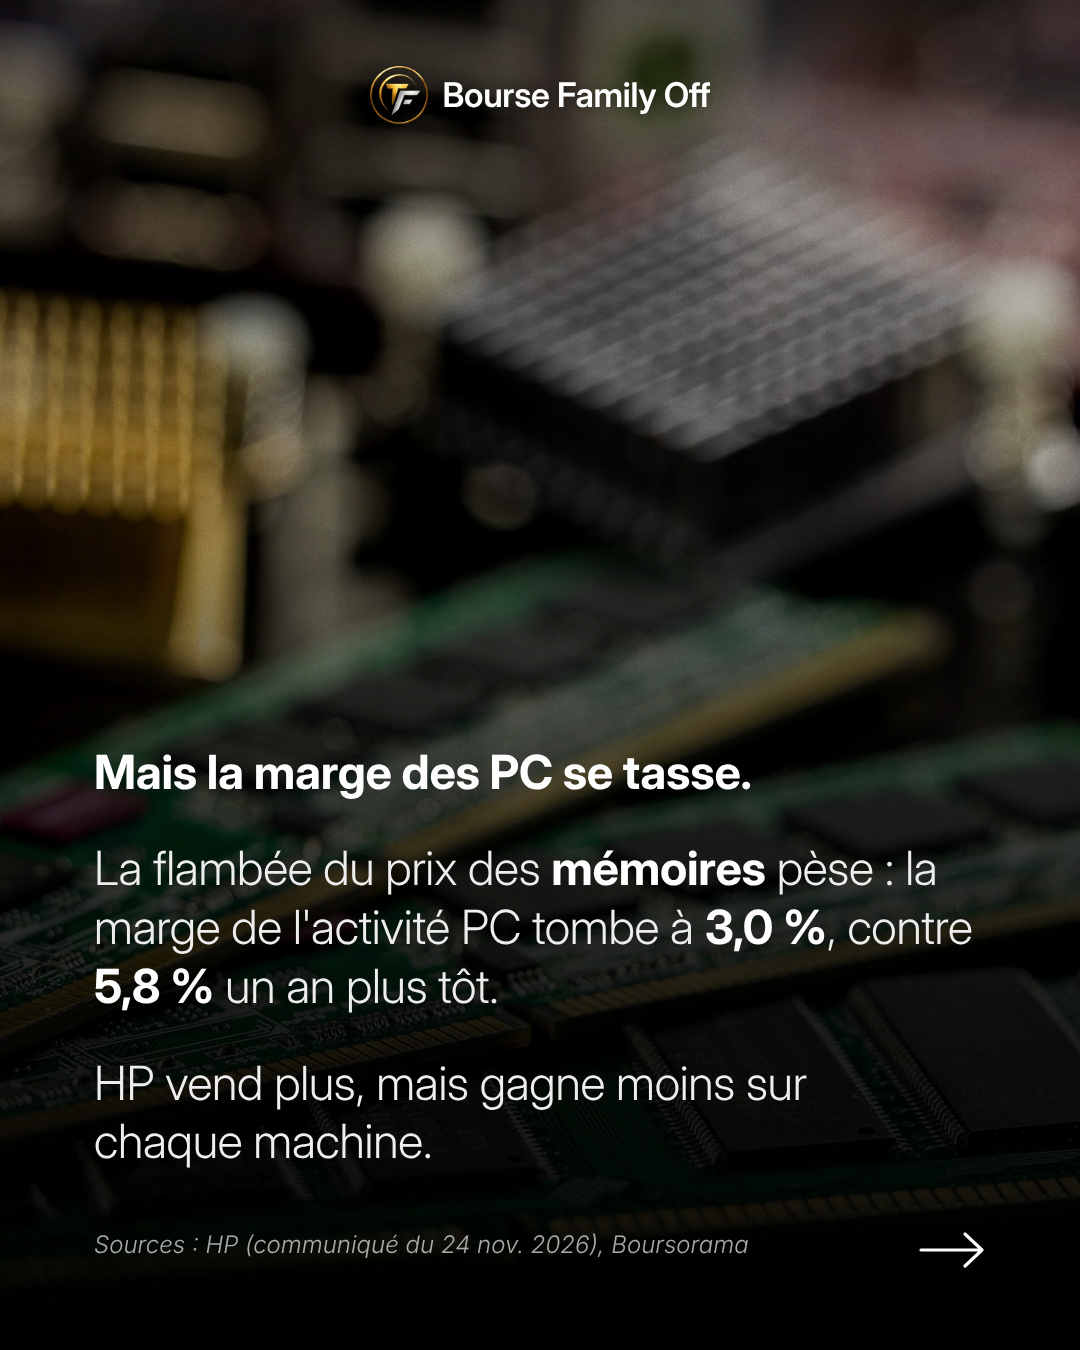 TF Bourse Family Off
Mais la marge des PC se tasse.
La flambée du prix des mémoires pèse : la
marge de l'activité PC tombe à 3,0 %, contre
5,8 % un an plus tôt.
HP vend plus, mais gagne moins sur
chaque machine.
Sources : HP (communiqué du 24 nov. 2026), Boursorama